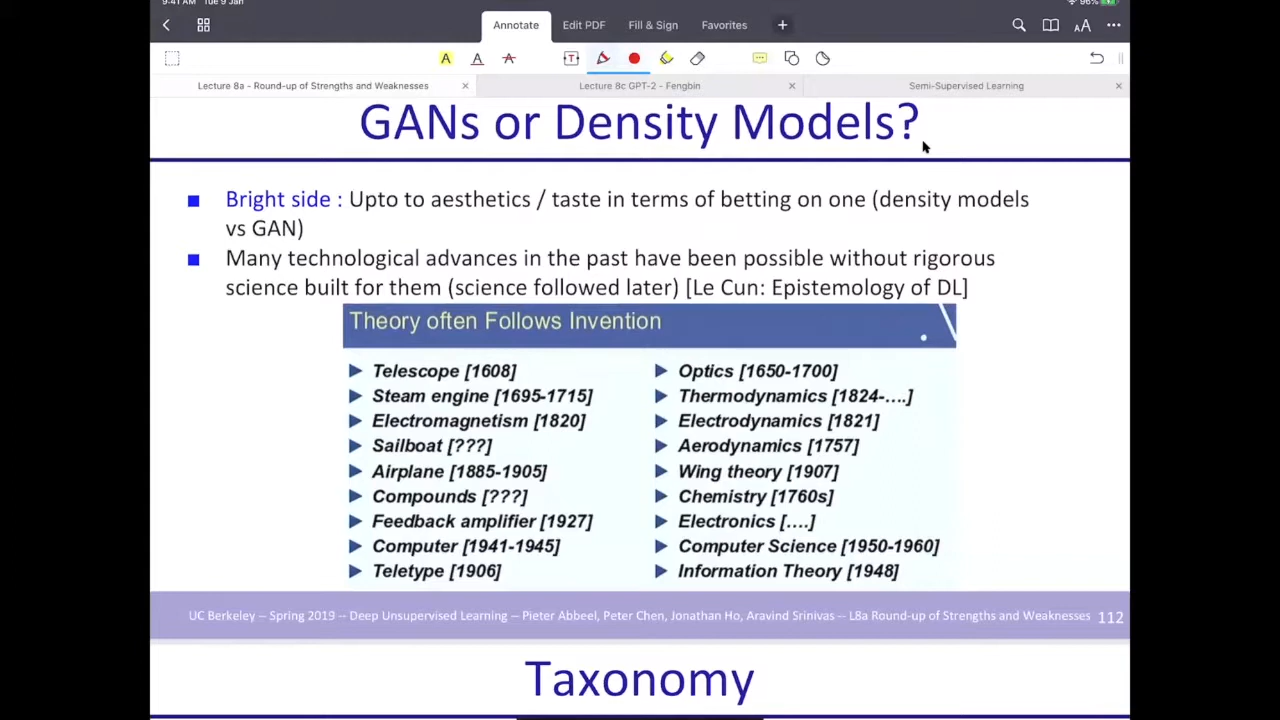 9:41 AM Tue 9 Jan
96%
Annotate Edit PDF Fill & Sign Favorites +
Lecture 8a - Round-up of Strengths and Weaknesses Lecture 8c GPT-2 - Fengbin Semi-Supervised Learning
GANs or Density Models?
Bright side : Upto to aesthetics / taste in terms of betting on one (density models
vs GAN)
Many technological advances in the past have been possible without rigorous
science built for them (science followed later) [Le Cun: Epistemology of DL]
Theory often Follows Invention
Telescope [1608] Optics [1650-1700]
Steam engine [1695-1715] Thermodynamics [1824-....]
Electromagnetism [1820] Electrodynamics [1821]
Sailboat [???] Aerodynamics [1757]
Airplane [1885-1905] Wing theory [1907]
Compounds [???] Chemistry [1760s]
Feedback amplifier [1927] Electronics [....]
Computer [1941-1945] Computer Science [1950-1960]
Teletype [1906] Information Theory [1948]
UC Berkeley -- Spring 2019 -- Deep Unsupervised Learning -- Pieter Abbeel, Peter Chen, Jonathan Ho, Aravind Srinivas -- L8a Round-up of Strengths and Weaknesses 112
Taxonomy